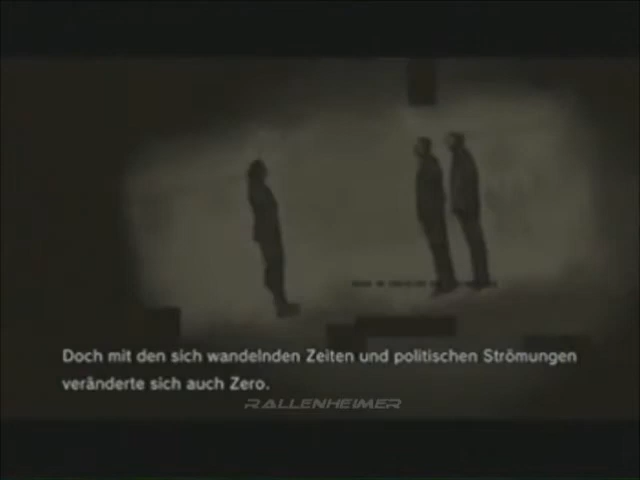 Doch mit den sich wandelnden Zeiten und politischen Strömungen
veränderte sich auch Zero.
RALLENHEIMER